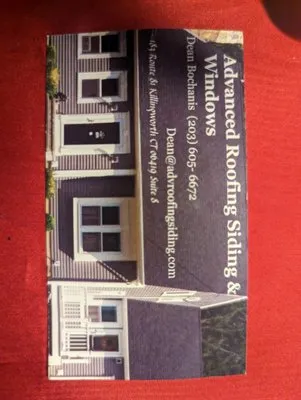 Advanced Roofing Siding &
Windows
Dean Bochanis (203) 605- 6672
Dean@advroofingsiding.com
183 Route 81 Killingworth CT 06419 Suite 8